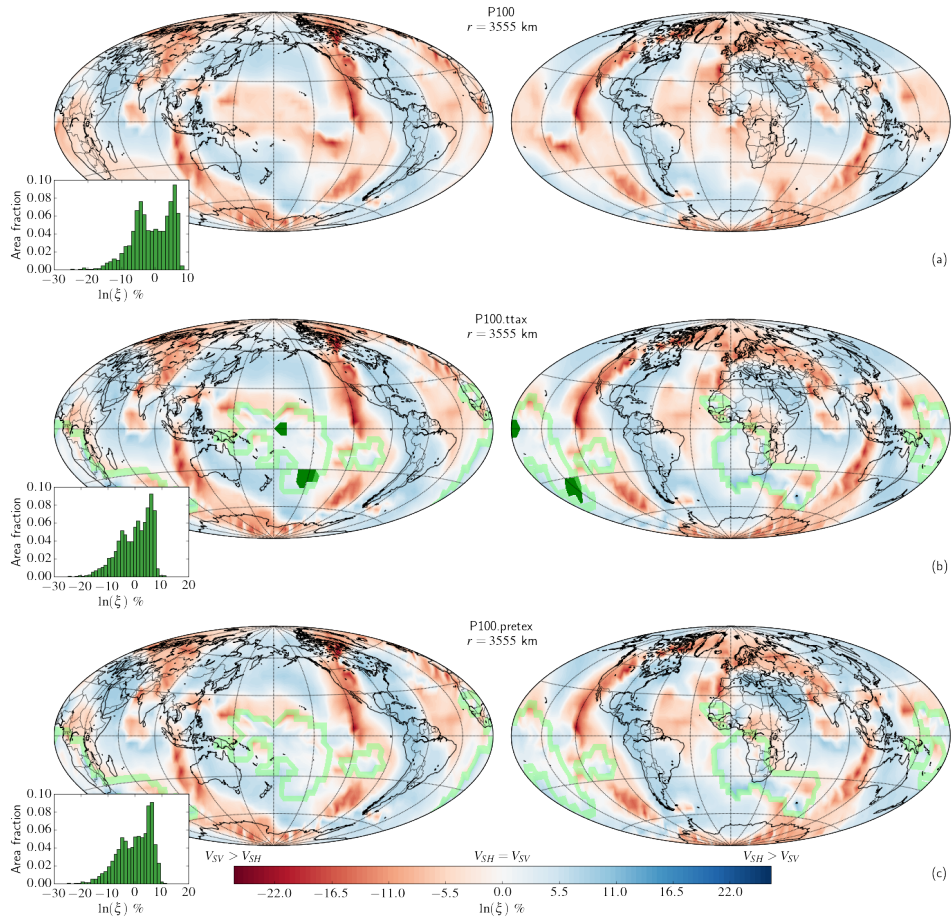 P100
r = 3555 km
0.10
0.08
0.06
0.04
0.02
0.00
Area fraction
−30 −20 −10 0 10
ln(ξ) %
(a)
P100.ttax
r = 3555 km
0.10
0.08
0.06
0.04
0.02
0.00
Area fraction
−30 −20 −10 0 10 20
ln(ξ) %
(b)
P100.pretex
r = 3555 km
0.10
0.08
0.06
0.04
0.02
0.00
Area fraction
−30 −20 −10 0 10 20
ln(ξ) %
V_SV > V_SH V_SH = V_SV V_SH > V_SV
−22.0 −16.5 −11.0 −5.5 0.0 5.5 11.0 16.5 22.0
ln(ξ) %
(c)